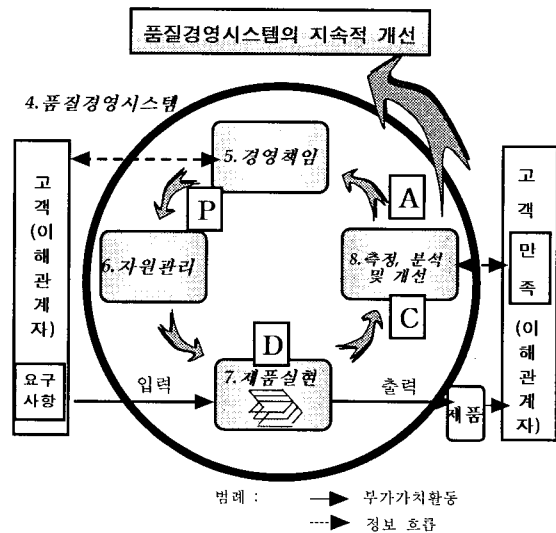 품질경영시스템의 지속적 개선
4.품질경영시스템
5.경영책임
고객(이해관계자)
요구
사항
P
A
6.자원관리
8.측정, 분석
및 개선
C
D
7.제품실현
입력
출력
제품
고객
만족
(이해관계자)
범례 :
부가가치활동
정보 흐름